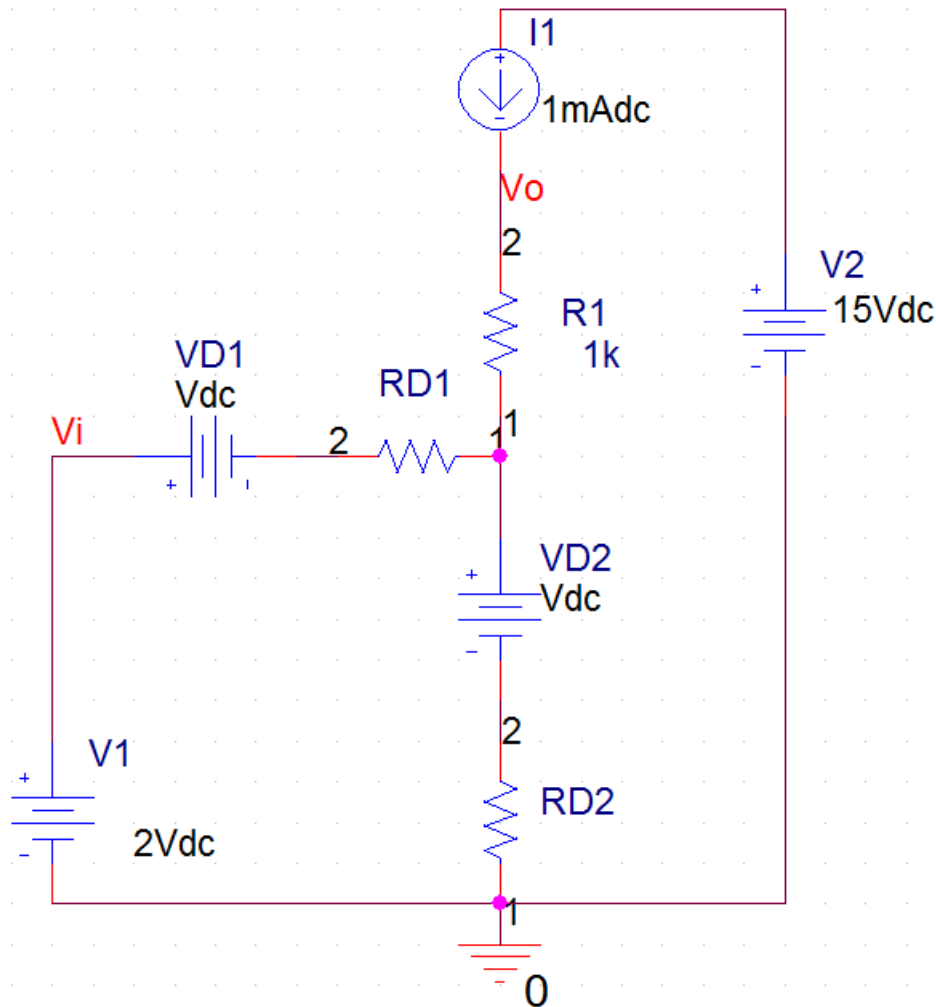 I1
+
-
1mAdc
Vo
2
R1
1k
1
V2
+
15Vdc
-
VD1
Vdc
RD1
Vi
2
1
+
-
VD2
+
Vdc
-
2
V1
+
2Vdc
-
RD2
1
0